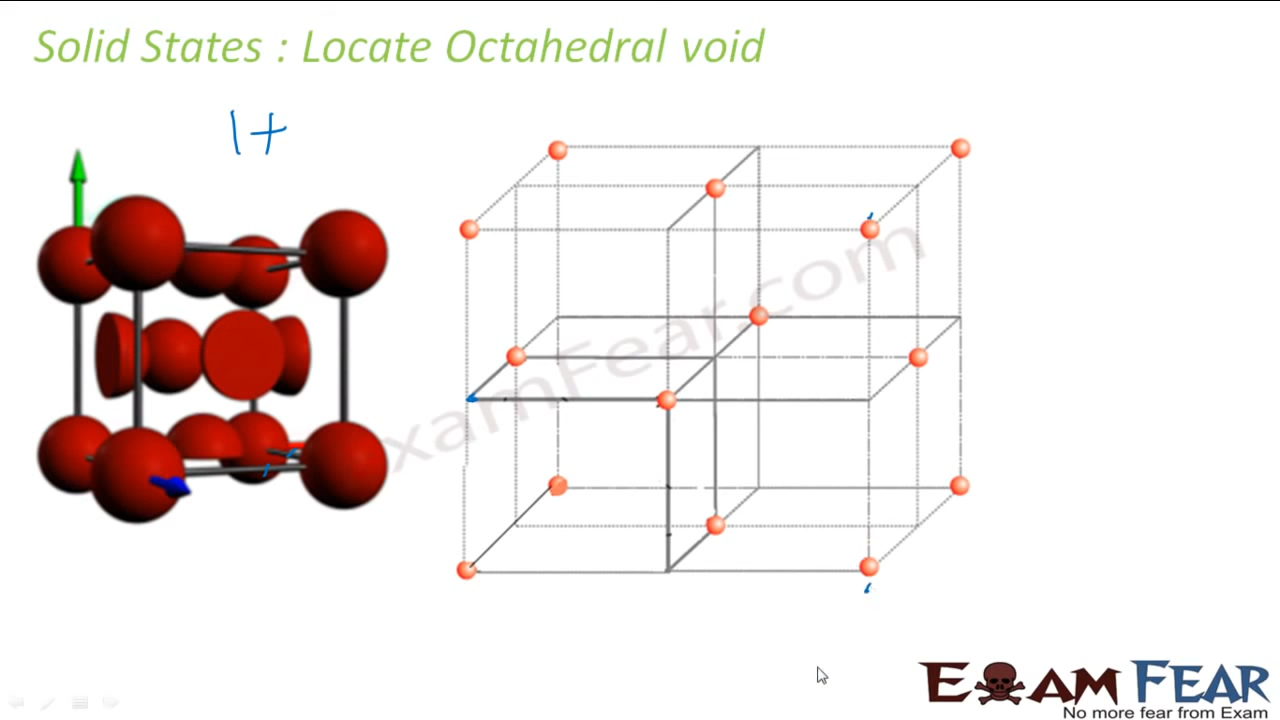 Solid States : Locate Octahedral void
1+
examFear.com
EXAM FEAR
No more fear from Exam